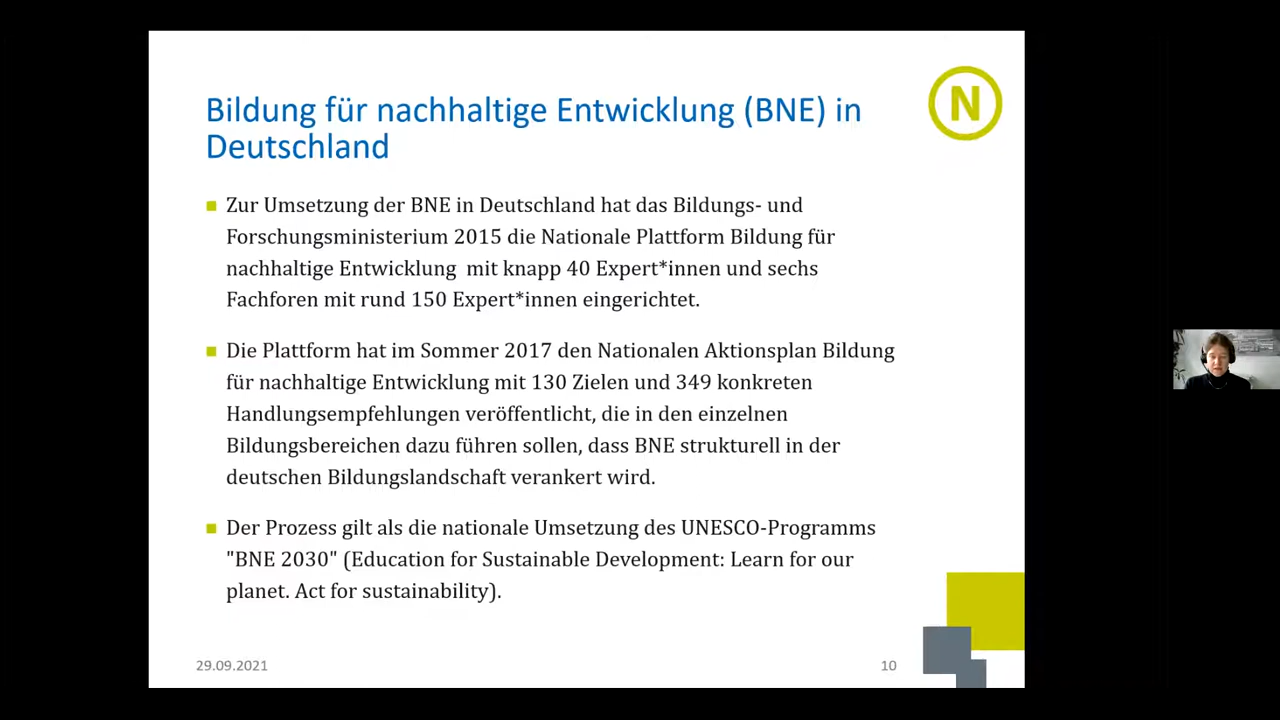 Bildung für nachhaltige Entwicklung (BNE) in
Deutschland
N
Zur Umsetzung der BNE in Deutschland hat das Bildungs- und
Forschungsministerium 2015 die Nationale Plattform Bildung für
nachhaltige Entwicklung  mit knapp 40 Expert*innen und sechs
Fachforen mit rund 150 Expert*innen eingerichtet.
Die Plattform hat im Sommer 2017 den Nationalen Aktionsplan Bildung
für nachhaltige Entwicklung mit 130 Zielen und 349 konkreten
Handlungsempfehlungen veröffentlicht, die in den einzelnen
Bildungsbereichen dazu führen sollen, dass BNE strukturell in der
deutschen Bildungslandschaft verankert wird.
Der Prozess gilt als die nationale Umsetzung des UNESCO-Programms
"BNE 2030" (Education for Sustainable Development: Learn for our
planet. Act for sustainability).
29.09.2021
10